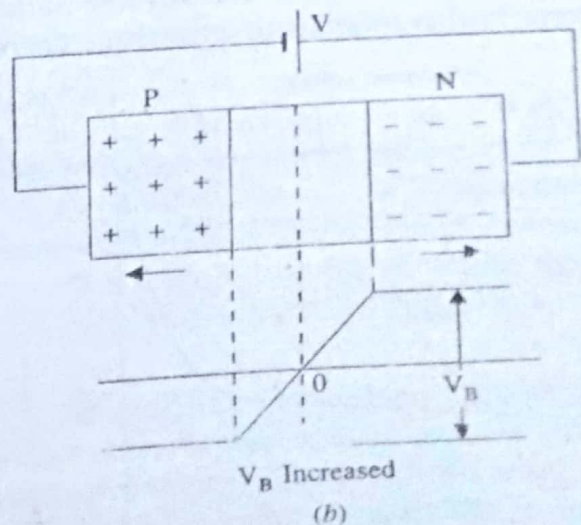 V
P
N
+ + +
+ + +
+ + +
− − −
− − −
− − −
0
V_B
V_B Increased
(b)